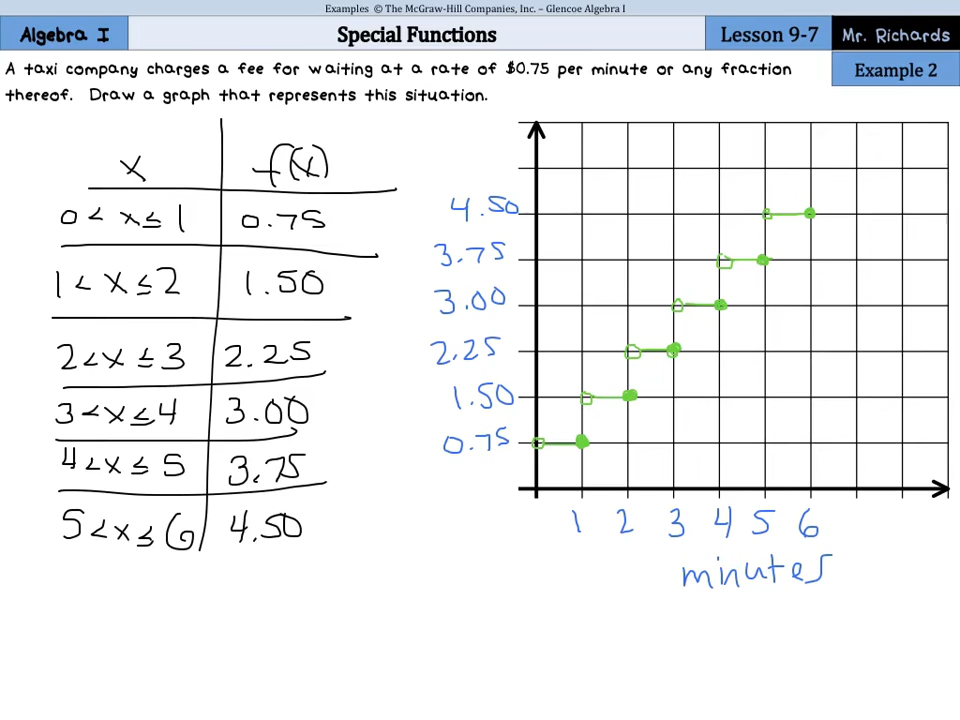 Examples © The McGraw-Hill Companies, Inc. – Glencoe Algebra I
Algebra I
Special Functions
Lesson 9-7
Mr. Richards
A taxi company charges a fee for waiting at a rate of $0.75 per minute or any fraction
thereof. Draw a graph that represents this situation.
Example 2
x f(x)
0 < x ≤ 1 0.75
1 < x ≤ 2 1.50
2 < x ≤ 3 2.25
3 < x ≤ 4 3.00
4 < x ≤ 5 3.75
5 < x ≤ 6 4.50
4.50
3.75
3.00
2.25
1.50
0.75
1 2 3 4 5 6
minutes